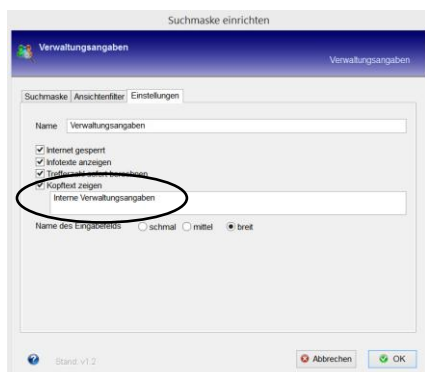 Suchmaske einrichten
Verwaltungsangaben
Verwaltungsangaben
Suchmaske Ansichtenfilter Einstellungen
Name Verwaltungsangaben
Internet gesperrt
Infotexte anzeigen
Trefferzahl sofort berechnen
Kopftext zeigen
Interne Verwaltungsangaben
Name des Eingabefelds schmal mittel breit
Stand: v1.2 Abbrechen OK